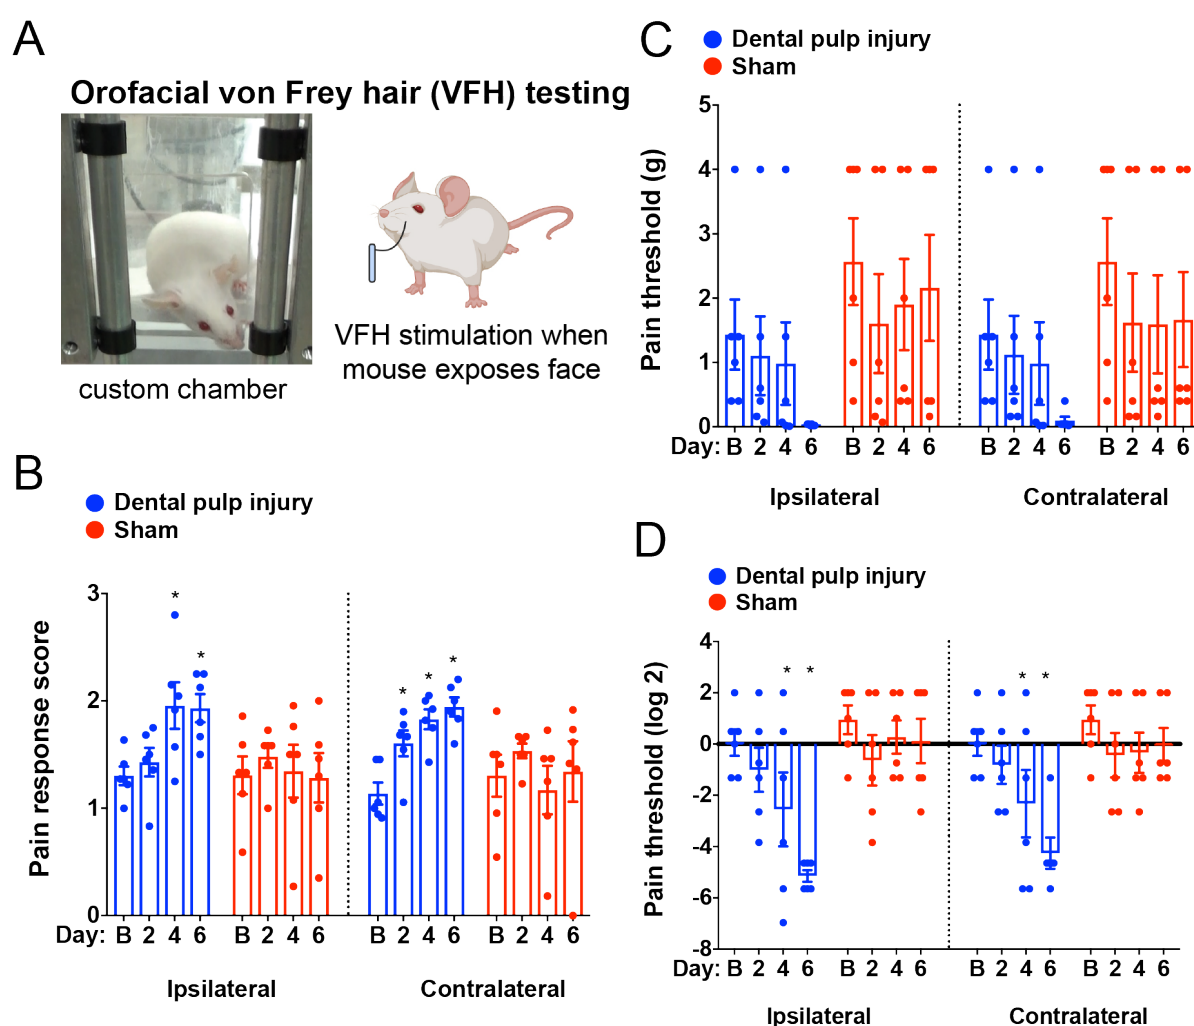 A
Orofacial von Frey hair (VFH) testing
custom chamber
VFH stimulation when
mouse exposes face
B
Dental pulp injury
Sham
Pain response score
3
2
1
0
* * * * *
Day: B 2 4 6 B 2 4 6 B 2 4 6 B 2 4 6
Ipsilateral Contralateral
C
Dental pulp injury
Sham
Pain threshold (g)
5
4
3
2
1
0
Day: B 2 4 6 B 2 4 6 B 2 4 6 B 2 4 6
Ipsilateral Contralateral
D
Dental pulp injury
Sham
Pain threshold (log 2)
4
2
0
-2
-4
-6
-8
* * * *
Day: B 2 4 6 B 2 4 6 B 2 4 6 B 2 4 6
Ipsilateral Contralateral